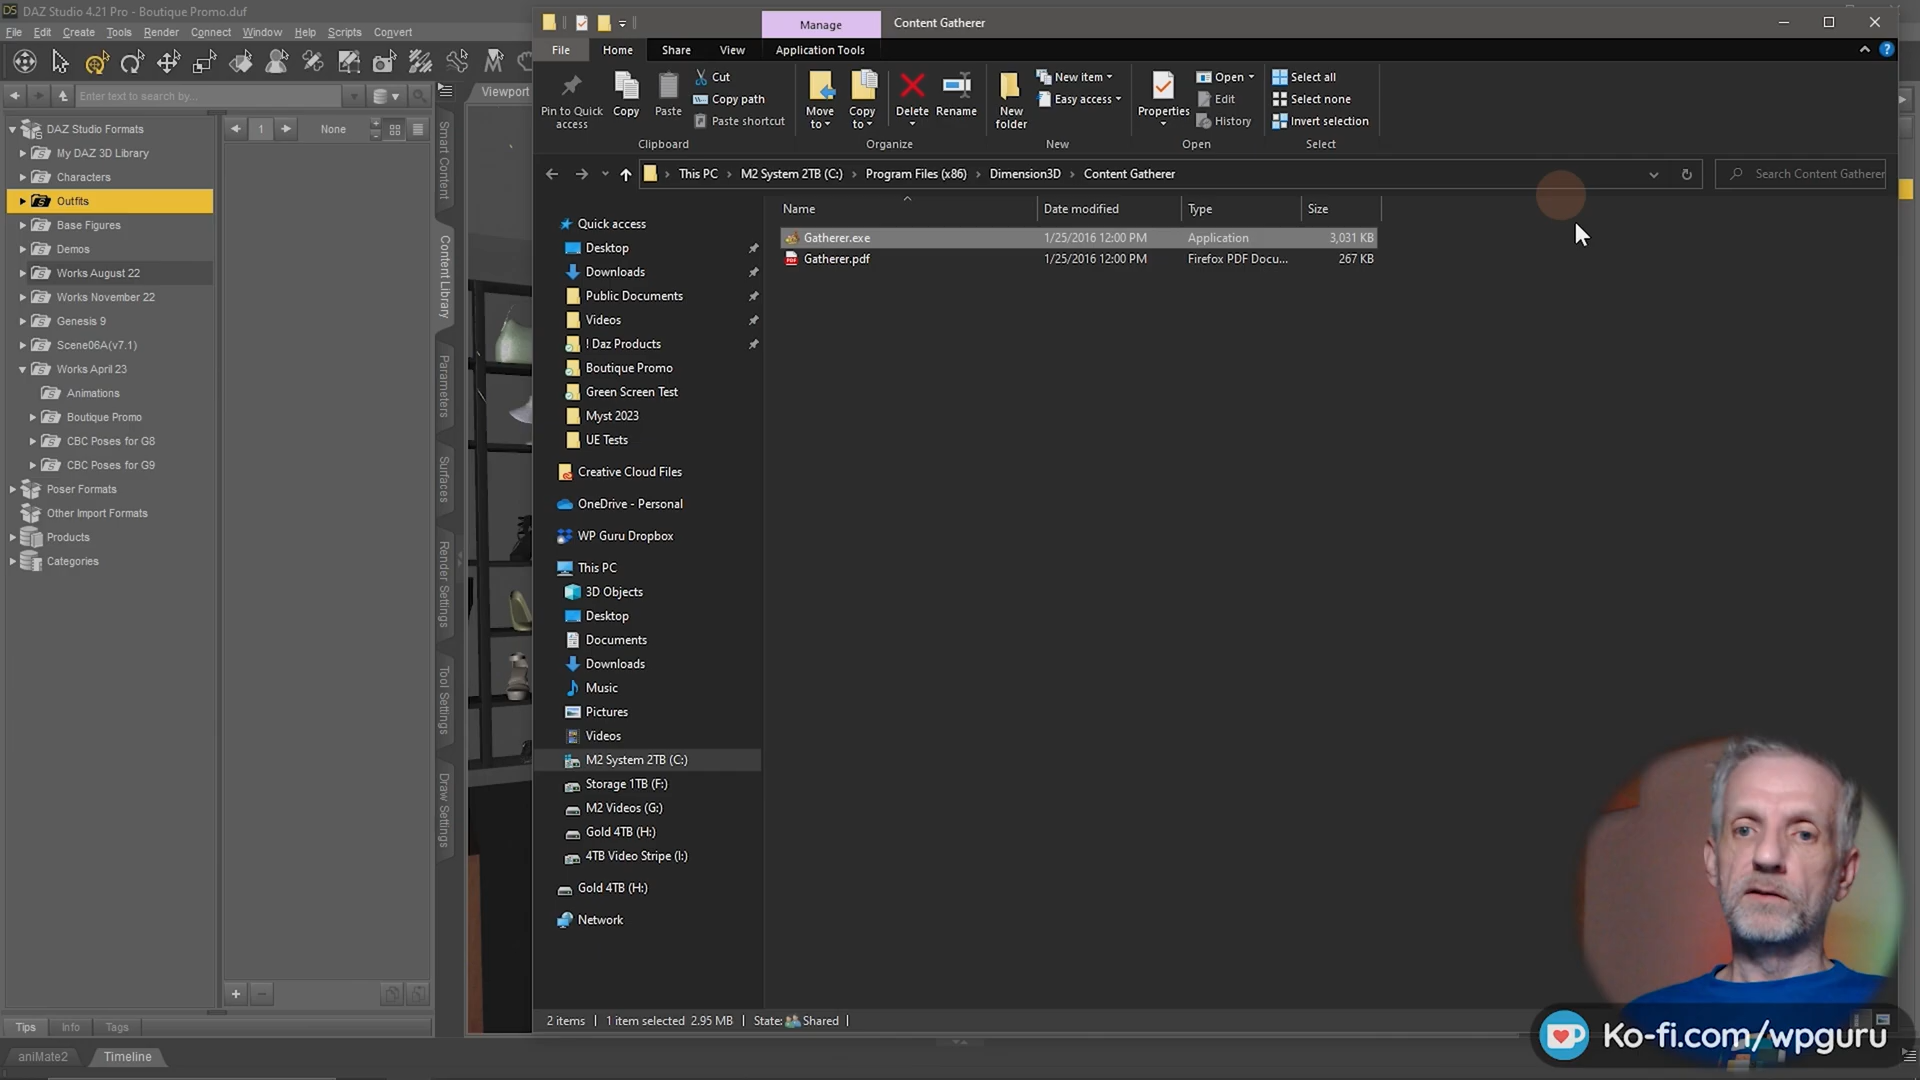 DAZ Studio 4.21 Pro - Boutique Promo.duf
File Edit Create Tools Render Connect Window Help Scripts Convert
Enter text to search by...
DAZ Studio Formats
My DAZ 3D Library
Characters
Outfits
Base Figures
Demos
Works August 22
Works November 22
Genesis 9
Scene06A(v7.1)
Works April 23
Animations
Boutique Promo
CBC Poses for G8
CBC Poses for G9
Poser Formats
Other Import Formats
Products
Categories
1 None
Smart Content
Content Library
Parameters
Surfaces
Render Settings
Tool Settings
Draw Settings
Viewport
Tips Info Tags
aniMate2 Timeline
Manage Content Gatherer
File Home Share View Application Tools
Pin to Quick access
Copy
Paste
Cut
Copy path
Paste shortcut
Clipboard
Move to
Copy to
Delete
Rename
Organize
New folder
New item
Easy access
New
Properties
Open
Edit
History
Open
Select all
Select none
Invert selection
Select
This PC M2 System 2TB (C:) Program Files (x86) Dimension3D Content Gatherer
Search Content Gatherer
Name Date modified Type Size
Gatherer.exe 1/25/2016 12:00 PM Application 3,031 KB
Gatherer.pdf 1/25/2016 12:00 PM Firefox PDF Docu... 267 KB
Quick access
Desktop
Downloads
Public Documents
Videos
! Daz Products
Boutique Promo
Green Screen Test
Myst 2023
UE Tests
Creative Cloud Files
OneDrive - Personal
WP Guru Dropbox
This PC
3D Objects
Desktop
Documents
Downloads
Music
Pictures
Videos
M2 System 2TB (C:)
Storage 1TB (F:)
M2 Videos (G:)
Gold 4TB (H:)
4TB Video Stripe (I:)
Gold 4TB (H:)
Network
2 items 1 item selected 2.95 MB State: Shared
Ko-fi.com/wpguru